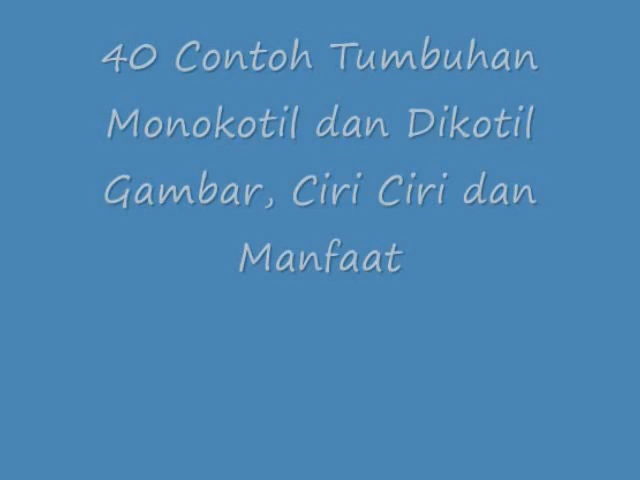 40 Contoh Tumbuhan
Monokotil dan Dikotil
Gambar, Ciri Ciri dan
Manfaat